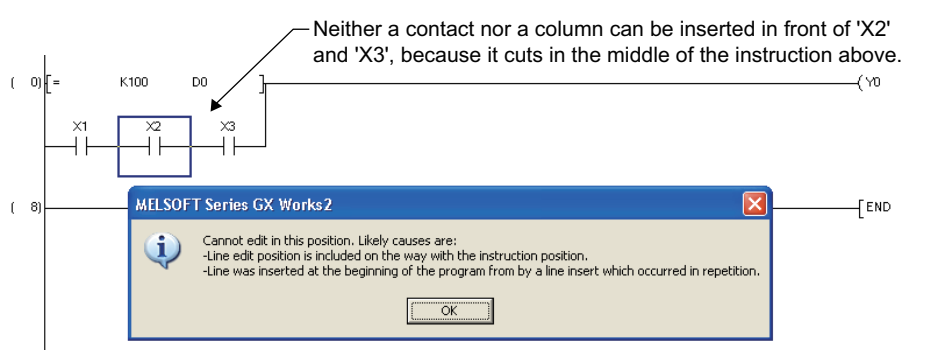 Neither a contact nor a column can be inserted in front of 'X2'
and 'X3', because it cuts in the middle of the instruction above.
( 0) [= K100 D0 ] ( Y0
X1 X2 X3
( 8) [ END
MELSOFT Series GX Works2
Cannot edit in this position. Likely causes are:
-Line edit position is included on the way with the instruction position.
-Line was inserted at the beginning of the program from by a line insert which occurred in repetition.
OK